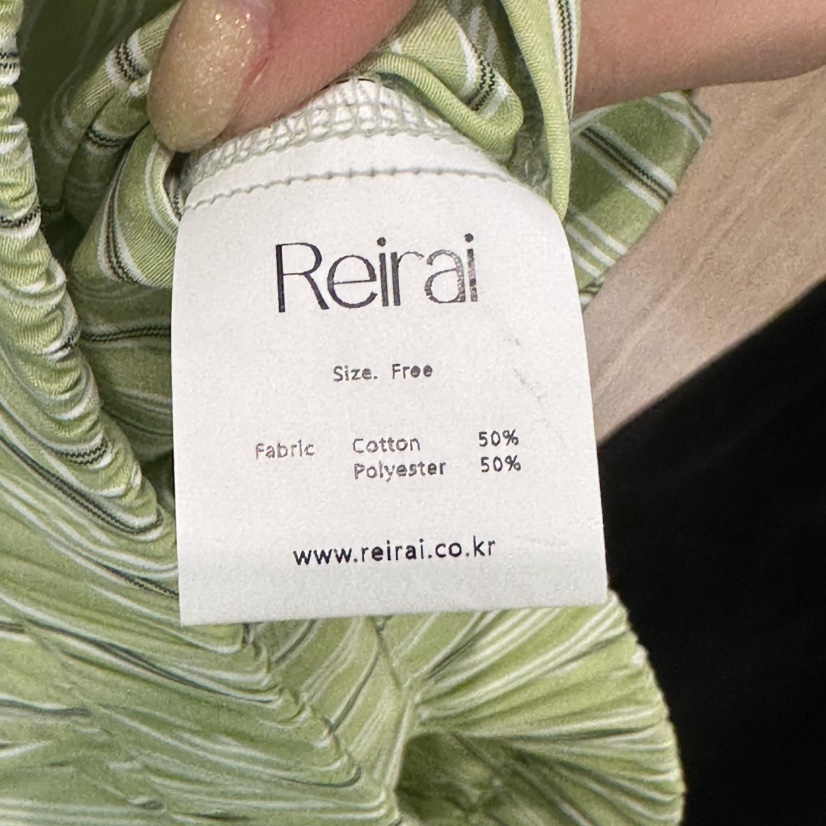 Reirai
Size. Free
Fabric Cotton 50%
Polyester 50%
www.reirai.co.kr